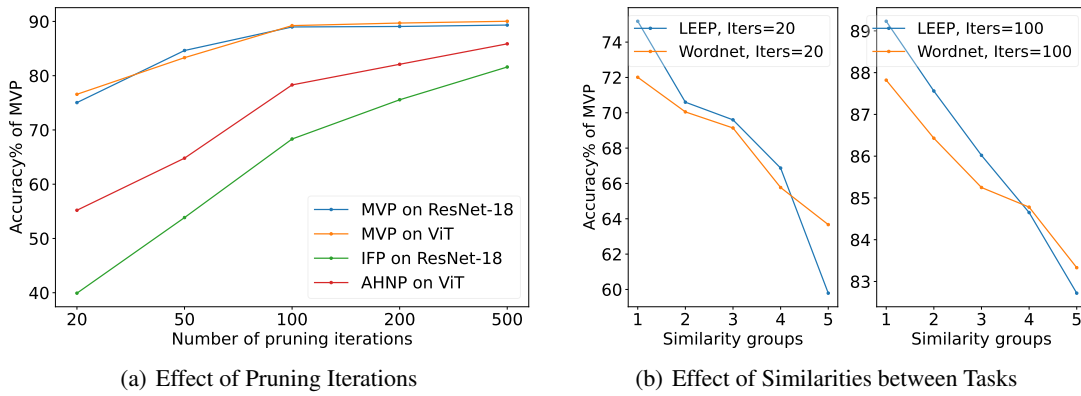 Accuracy% of MVP
90
80
70
60
50
40
20 50 100 200 500
Number of pruning iterations
MVP on ResNet-18
MVP on ViT
IFP on ResNet-18
AHNP on ViT
(a) Effect of Pruning Iterations
Accuracy% of MVP
74
72
70
68
66
64
62
60
1 2 3 4 5
Similarity groups
LEEP, Iters=20
Wordnet, Iters=20
89
88
87
86
85
84
83
1 2 3 4 5
Similarity groups
LEEP, Iters=100
Wordnet, Iters=100
(b) Effect of Similarities between Tasks